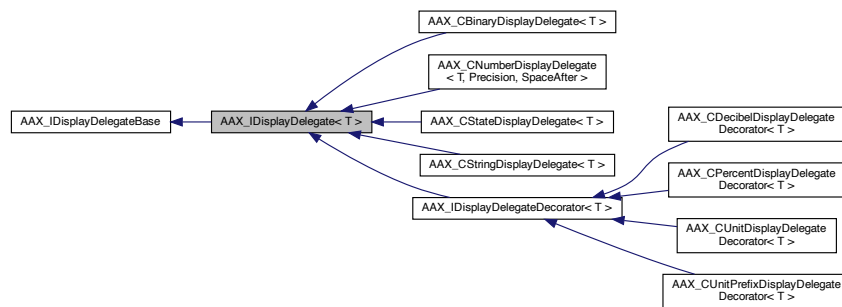 AAX_CBinaryDisplayDelegate< T >
AAX_CNumberDisplayDelegate
< T, Precision, SpaceAfter >
AAX_IDisplayDelegateBase
AAX_IDisplayDelegate< T >
AAX_CStateDisplayDelegate< T >
AAX_CStringDisplayDelegate< T >
AAX_IDisplayDelegateDecorator< T >
AAX_CDecibelDisplayDelegate
Decorator< T >
AAX_CPercentDisplayDelegate
Decorator< T >
AAX_CUnitDisplayDelegate
Decorator< T >
AAX_CUnitPrefixDisplayDelegate
Decorator< T >